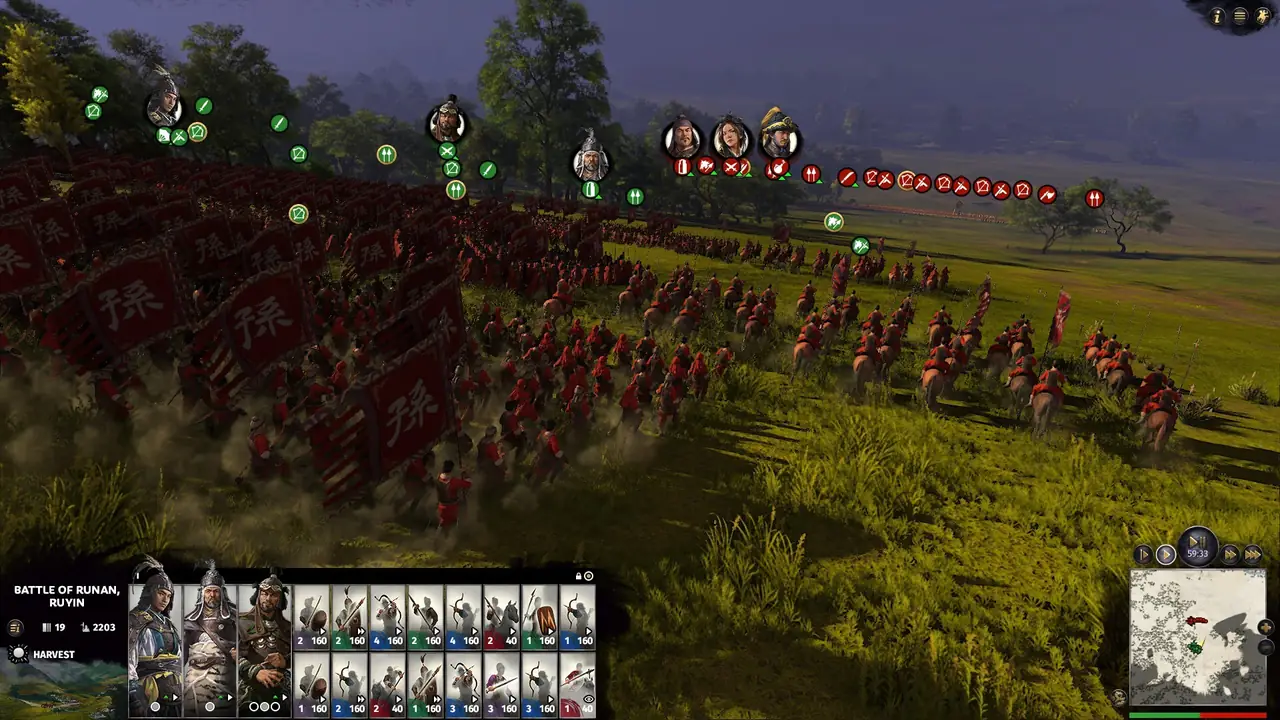 孫
孫
孫
孫
孫
孫
59:33
BATTLE OF RUNAN,
RUYIN
19 2203
HARVEST
2 160 2 160 4 160 2 160 4 160 2 40 1 160 1 160
1 160 2 160 2 40 1 160 3 160 3 160 3 160 1 40